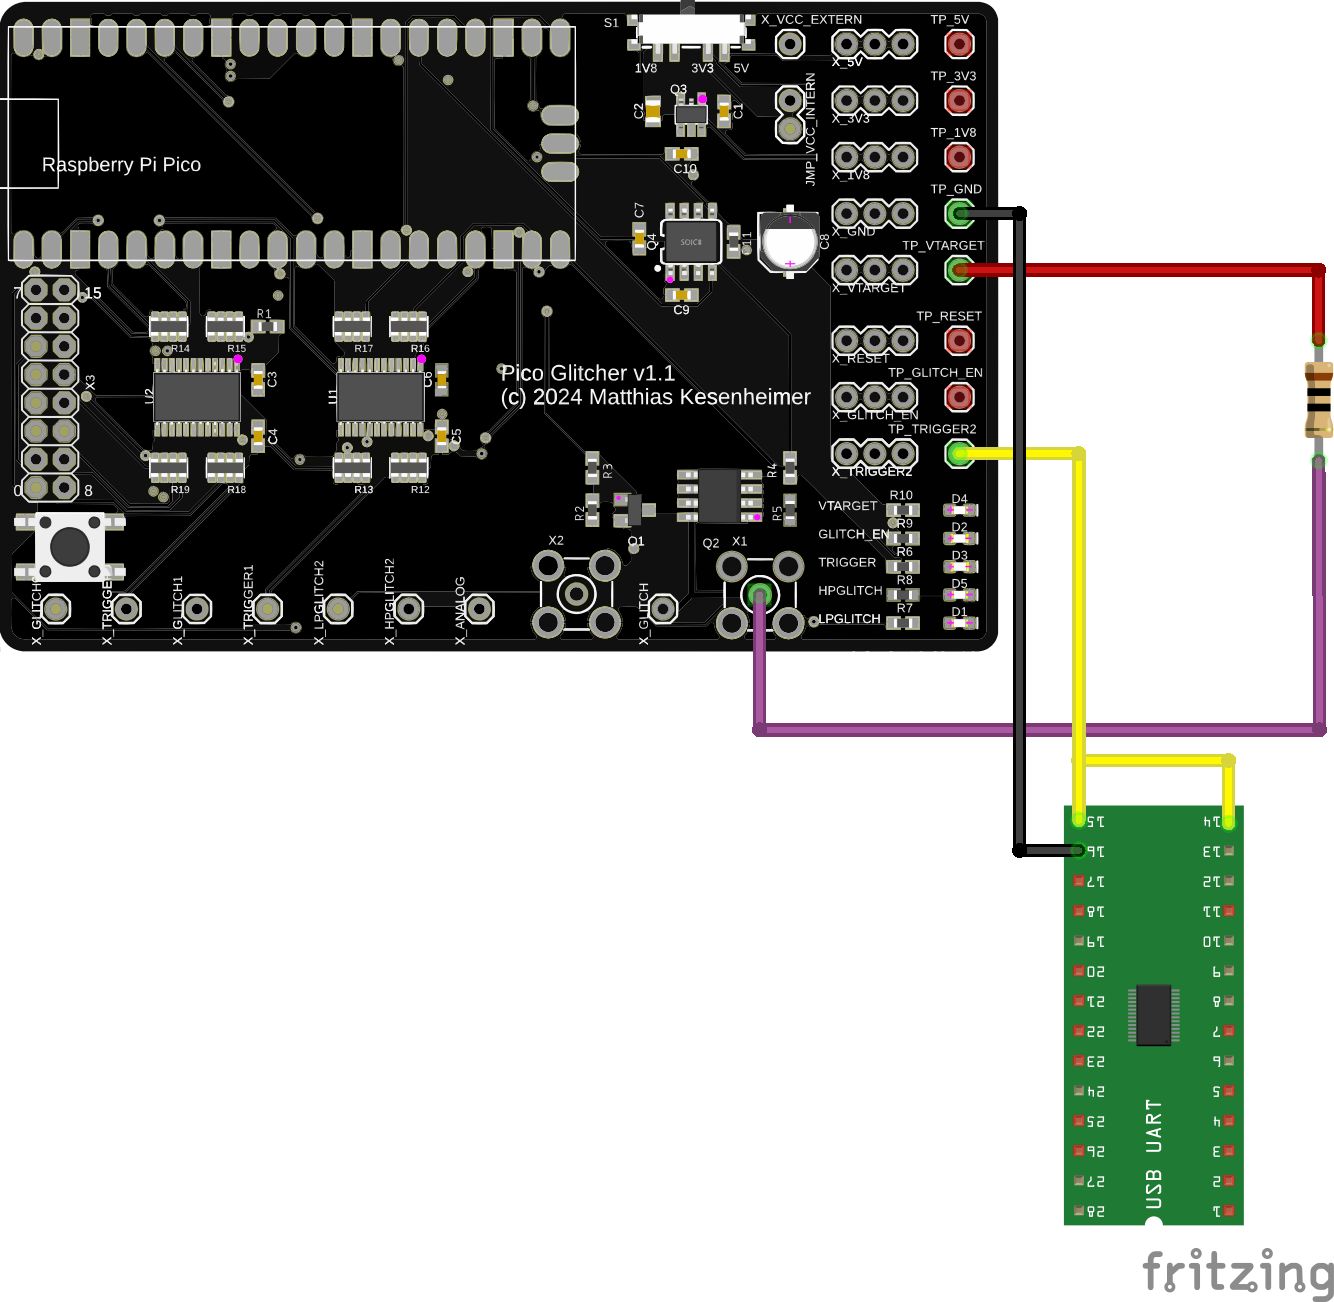 S1
X_VCC_EXTERN
TP_5V
1V8
3V3
5V
X_5V
TP_3V3
Q3
C2
C1
JMP_VCC_INTERN
X_3V3
TP_1V8
Raspberry Pi Pico
C10
X_1V8
TP_GND
C7
Q4
SOIC8
C8
X_GND
TP_VTARGET
X_VTARGET
C9
7
15
R1
TP_RESET
R14
R15
R17
R16
X_RESET
Pico Glitcher v1.1
(c) 2024 Matthias Kesenheimer
TP_GLITCH_EN
X3
U2
C3
U1
C6
X_GLITCH_EN
TP_TRIGGER2
C4
C5
R3
R4
X_TRIGGER2
0
8
R19
R18
R13
R12
R2
R5
VTARGET
R10
D4
GLITCH_EN
R9
D2
X2
Q1
Q2
X1
TRIGGER
R6
D3
HPGLITCH
R8
D5
LPGLITCH
R7
D1
X_GLITCH1
X_TRIGGER1
X_LPGLITCH2
X_HPGLITCH2
X_ANALOG
X_GLITCH
15
14
16
13
17
12
18
11
19
10
20
9
21
8
22
7
23
6
24
5
25
4
26
3
27
2
28
1
USB UART
fritzing